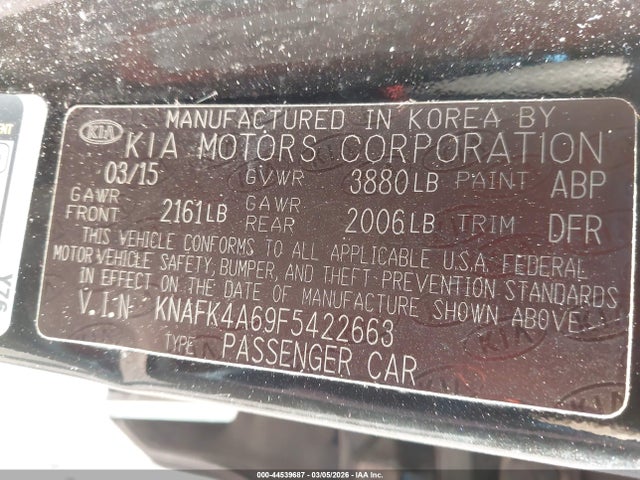 MANUFACTURED IN KOREA BY
KIA KIA MOTORS CORPORATION
03/15 GVWR 3880LB PAINT ABP
GAWR FRONT 2161LB GAWR REAR 2006LB TRIM DFR
THIS VEHICLE CONFORMS TO ALL APPLICABLE U.S.A. FEDERAL
MOTOR VEHICLE SAFETY, BUMPER, AND THEFT-PREVENTION STANDARDS
IN EFFECT ON THE DATE OF MANUFACTURE SHOWN ABOVE.
V.I.N KNAFK4A69F5422663
TYPE PASSENGER CAR
000-44539687 - 03/05/2026 - IAA Inc.